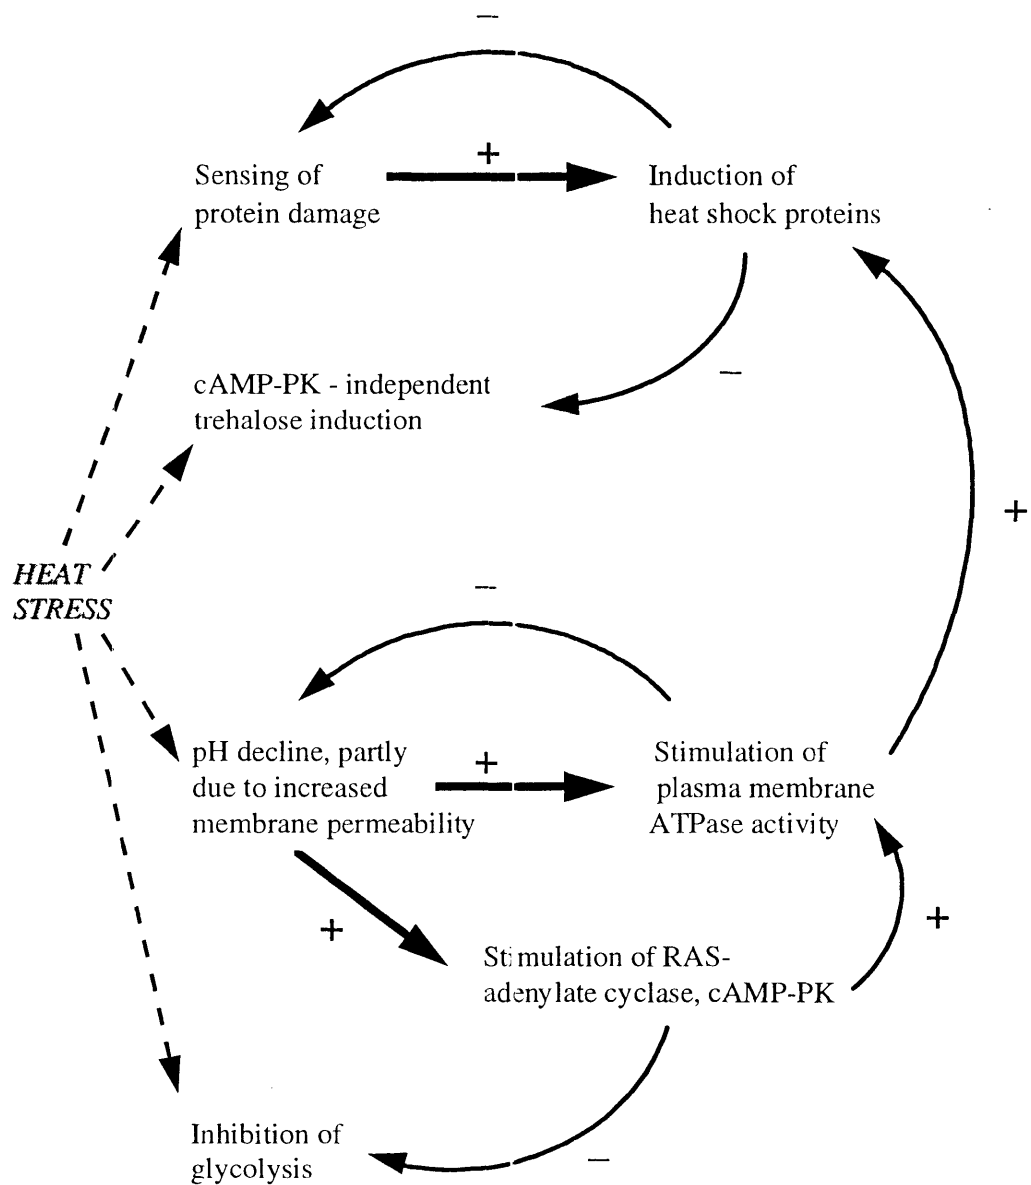 −
+
Sensing of
protein damage
Induction of
heat shock proteins
−
cAMP-PK - independent
trehalose induction
+
HEAT
STRESS
−
pH decline, partly
due to increased
membrane permeability
+
Stimulation of
plasma membrane
ATPase activity
+
+
Stimulation of RAS-
adenylate cyclase, cAMP-PK
Inhibition of
glycolysis
−